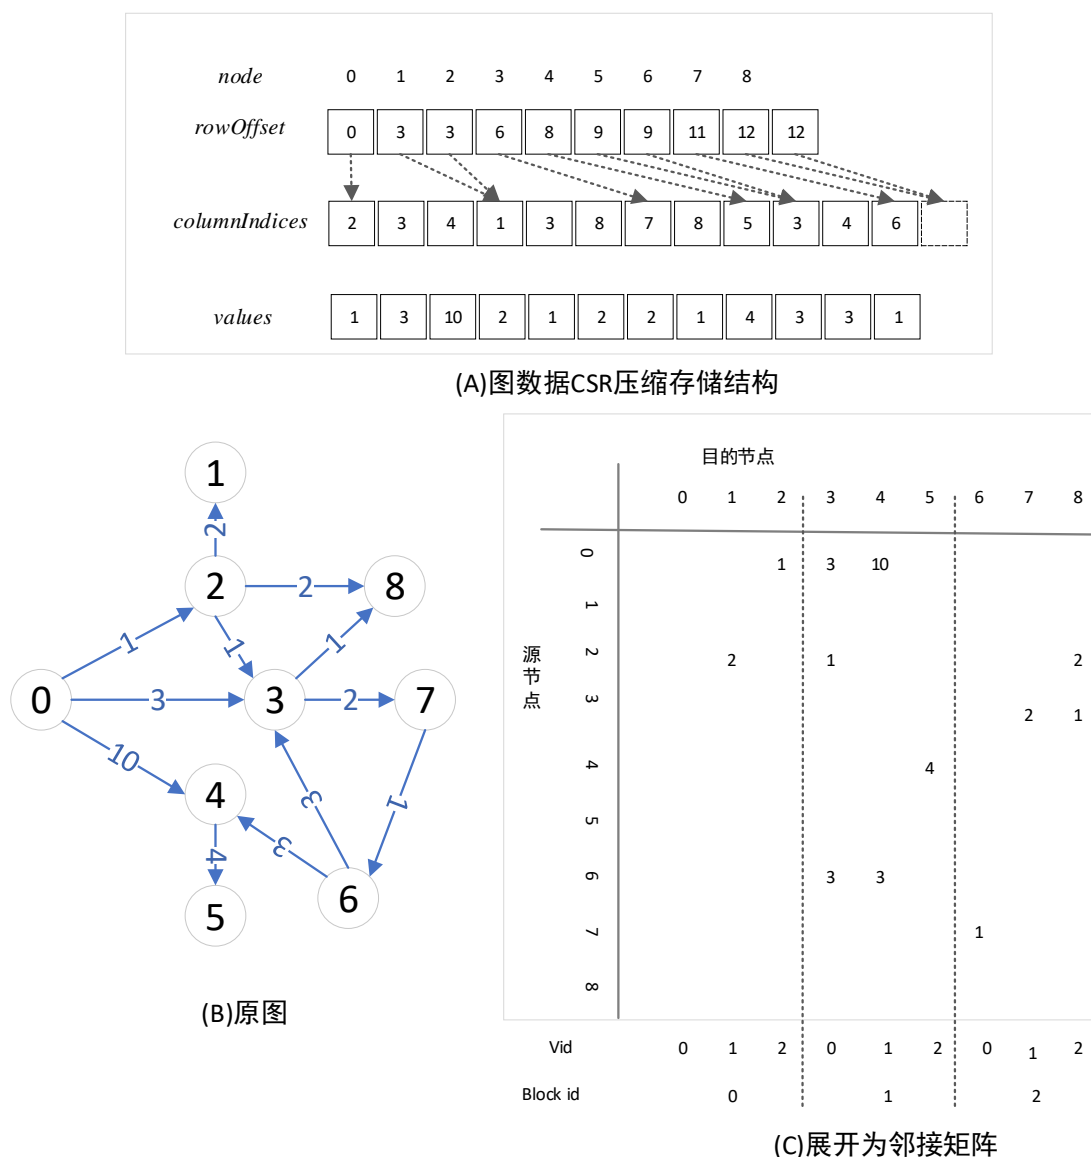 node 0 1 2 3 4 5 6 7 8
rowOffset 0 3 3 6 8 9 9 11 12 12
columnIndices 2 3 4 1 3 8 7 8 5 3 4 6
values 1 3 10 2 1 2 2 1 4 3 3 1
(A)图数据CSR压缩存储结构
1
2
2
2
8
1
1
1
0
3
3
2
7
10
4
3
1
3
4
6
5
(B)原图
目的节点
0 1 2 3 4 5 6 7 8
源节点
0 1 3 10
1
2 2 1 2
3 2 1
4 4
5
6 3 3
7 1
8
Vid 0 1 2 0 1 2 0 1 2
Block id 0 1 2
(C)展开为邻接矩阵